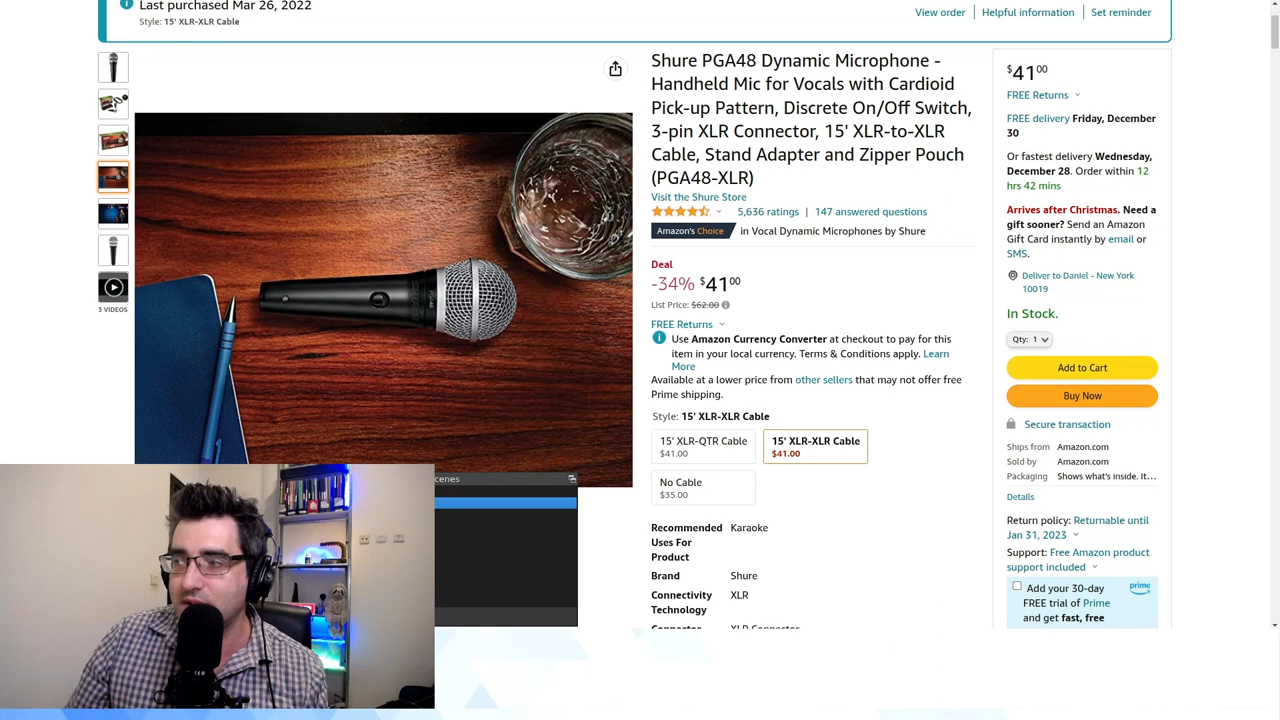 Last purchased Mar 26, 2022
Style: 15' XLR-XLR Cable
View order
Helpful information
Set reminder
3 VIDEOS
Shure PGA48 Dynamic Microphone -
Handheld Mic for Vocals with Cardioid
Pick-up Pattern, Discrete On/Off Switch,
3-pin XLR Connector, 15' XLR-to-XLR
Cable, Stand Adapter and Zipper Pouch
(PGA48-XLR)
Visit the Shure Store
5,636 ratings | 147 answered questions
Amazon's Choice in Vocal Dynamic Microphones by Shure
Deal
-34% $41 00
List Price: $62.00
FREE Returns
Use Amazon Currency Converter at checkout to pay for this
item in your local currency. Terms & Conditions apply. Learn
More
Available at a lower price from other sellers that may not offer free
Prime shipping.
Style: 15' XLR-XLR Cable
15' XLR-QTR Cable
$41.00
15' XLR-XLR Cable
$41.00
No Cable
$35.00
Recommended Uses For Product Karaoke
Brand Shure
Connectivity Technology XLR
Connector XLR Connector
$41 00
FREE Returns
FREE delivery Friday, December
30
Or fastest delivery Wednesday,
December 28. Order within 12
hrs 42 mins
Arrives after Christmas. Need a
gift sooner? Send an Amazon
Gift Card instantly by email or
SMS.
Deliver to Daniel - New York
10019
In Stock.
Qty: 1
Add to Cart
Buy Now
Secure transaction
Ships from Amazon.com
Sold by Amazon.com
Packaging Shows what's inside. It…
Details
Return policy: Returnable until
Jan 31, 2023
Support: Free Amazon product
support included
Add your 30-day
FREE trial of Prime
and get fast, free
prime
cenes
PGA48